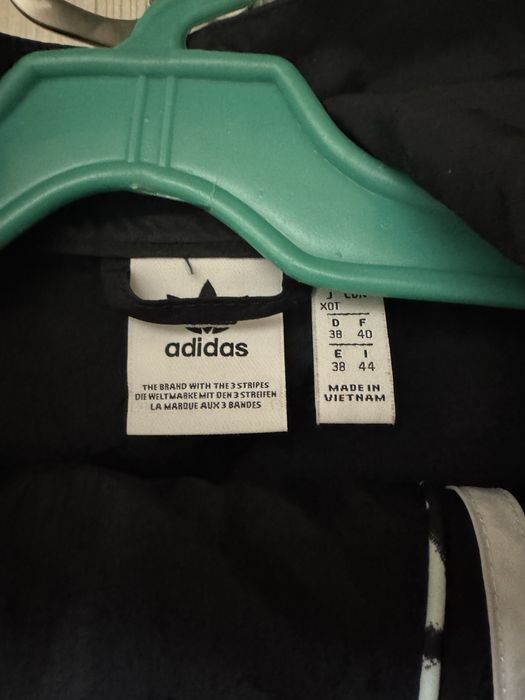 adidas
THE BRAND WITH THE 3 STRIPES
DIE WELTMARKE MIT DEN 3 STREIFEN
LA MARQUE AUX 3 BANDES
J
XOT
D F
38 40
E I
38 44
MADE IN
VIETNAM